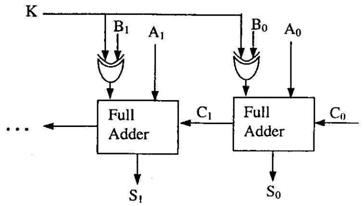 K
B₁ A₁ B₀ A₀
Full Adder C₁ Full Adder C₀
...
S₁ S₀